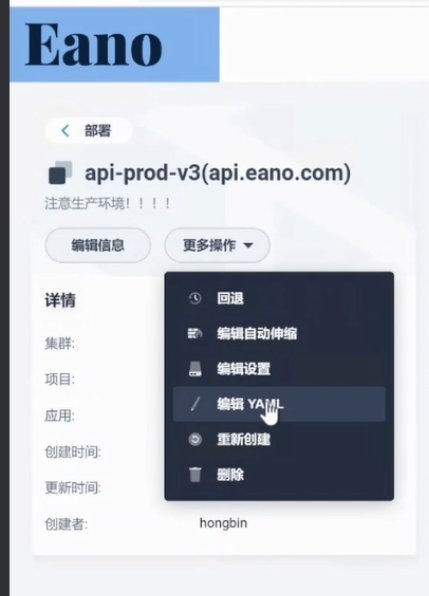 Eano
部署
api-prod-v3(api.eano.com)
注意生产环境！！！！
编辑信息
更多操作
详情
回退
编辑自动伸缩
集群:
编辑设置
项目:
编辑 YAML
应用:
重新创建
创建时间:
删除
更新时间:
创建者:
hongbin